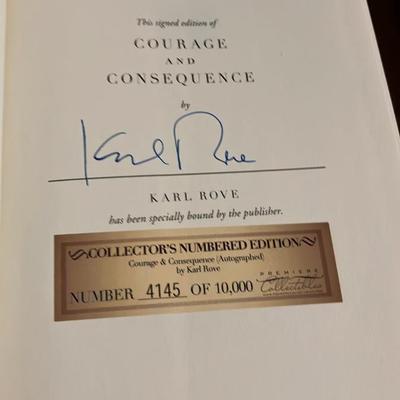 This signed edition of
COURAGE
AND
CONSEQUENCE
by
Karl Rove
KARL ROVE
has been specially bound by the publisher.
COLLECTOR'S NUMBERED EDITION
Courage & Consequence (Autographed)
by Karl Rove
NUMBER 4145 OF 10,000
PREMIERE
Collectibles